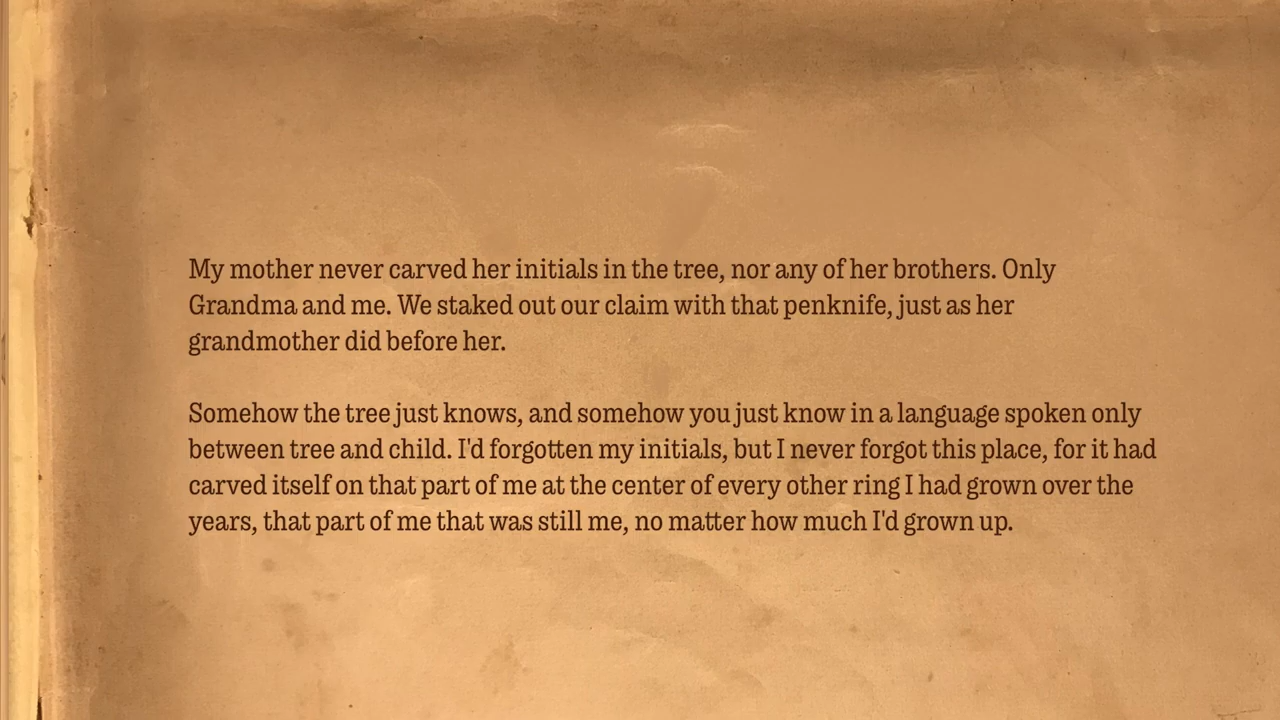 My mother never carved her initials in the tree, nor any of her brothers. Only
Grandma and me. We staked out our claim with that penknife, just as her
grandmother did before her.
Somehow the tree just knows, and somehow you just know in a language spoken only
between tree and child. I'd forgotten my initials, but I never forgot this place, for it had
carved itself on that part of me at the center of every other ring I had grown over the
years, that part of me that was still me, no matter how much I'd grown up.